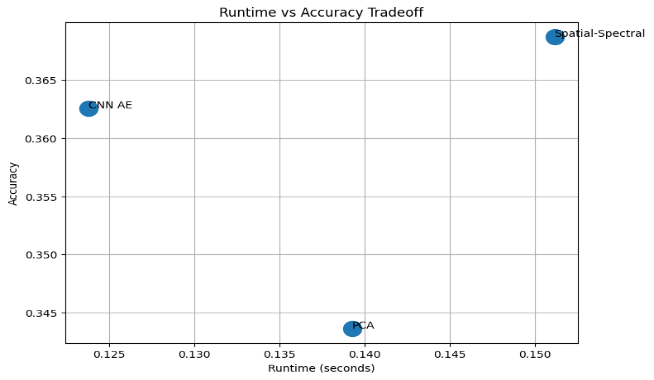 Runtime vs Accuracy Tradeoff
Spatial-Spectral
0.365
CNN AE
0.360
Accuracy
0.355
0.350
0.345
PCA
0.125 0.130 0.135 0.140 0.145 0.150
Runtime (seconds)